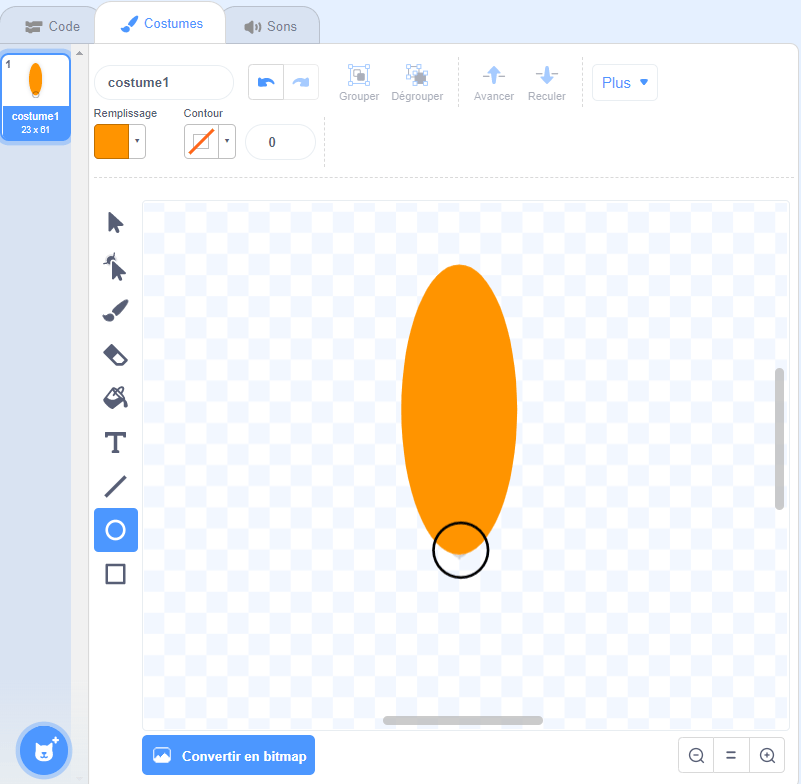 Code
Costumes
Sons
1
costume1
23 x 61
costume1
Grouper
Dégrouper
Avancer
Reculer
Plus
Remplissage
Contour
0
T
Convertir en bitmap
=